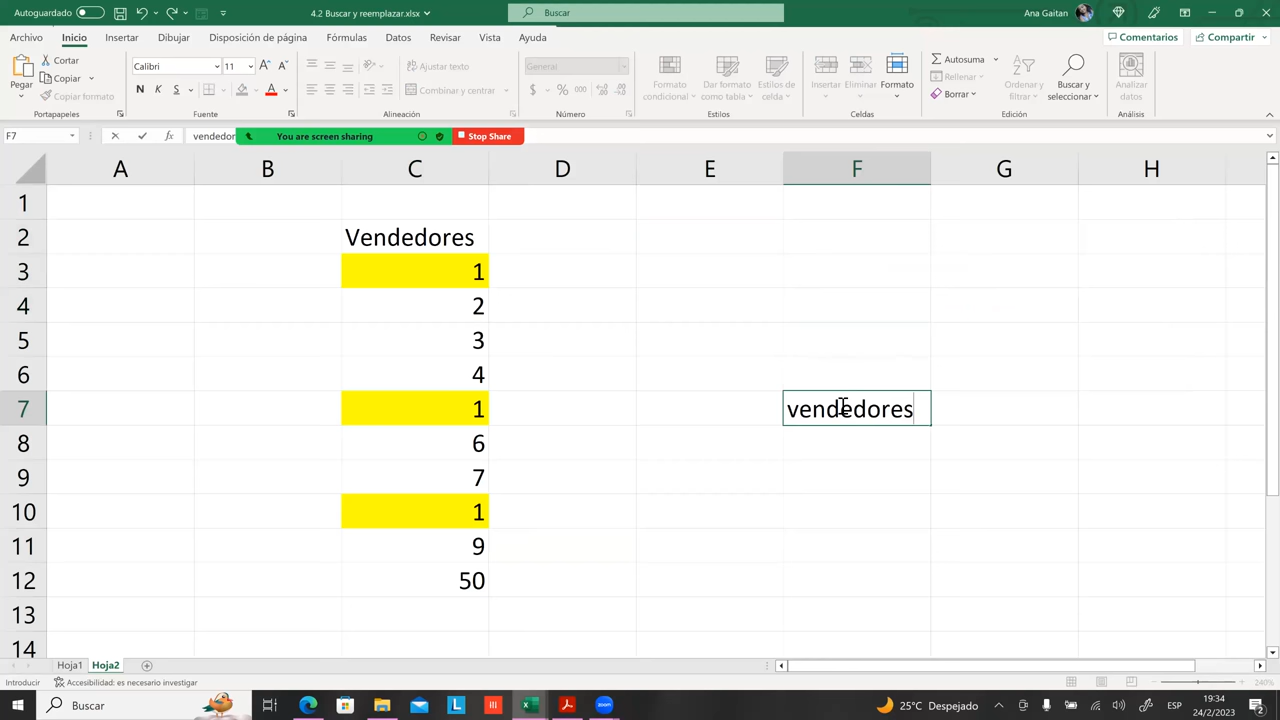 Autoguardado
4.2 Buscar y reemplazar.xlsx
Buscar
Ana Gaitan
Archivo Inicio Insertar Dibujar Disposición de página Fórmulas Datos Revisar Vista Ayuda
Comentarios Compartir
Pegar
Cortar
Copiar
Copiar formato
Portapapeles
Calibri 11
N K S
Fuente
Ajustar texto
Combinar y centrar
Alineación
General
$ % 000
Número
Formato condicional
Dar formato como tabla
Estilos de celda
Estilos
Insertar
Eliminar
Formato
Celdas
Autosuma
Rellenar
Borrar
Ordenar y filtrar
Buscar y seleccionar
Edición
Analizar datos
Análisis
F7 fx vendedor
You are screen sharing Stop Share
A B C D E F G H
1
2 Vendedores
3 1
4 2
5 3
6 4
7 1 vendedores
8 6
9 7
10 1
11 9
12 50
13
14
Hoja1 Hoja2
Introducir Accesibilidad: es necesario investigar 240%
Buscar
25°C Despejado ESP 19:34
24/2/2023